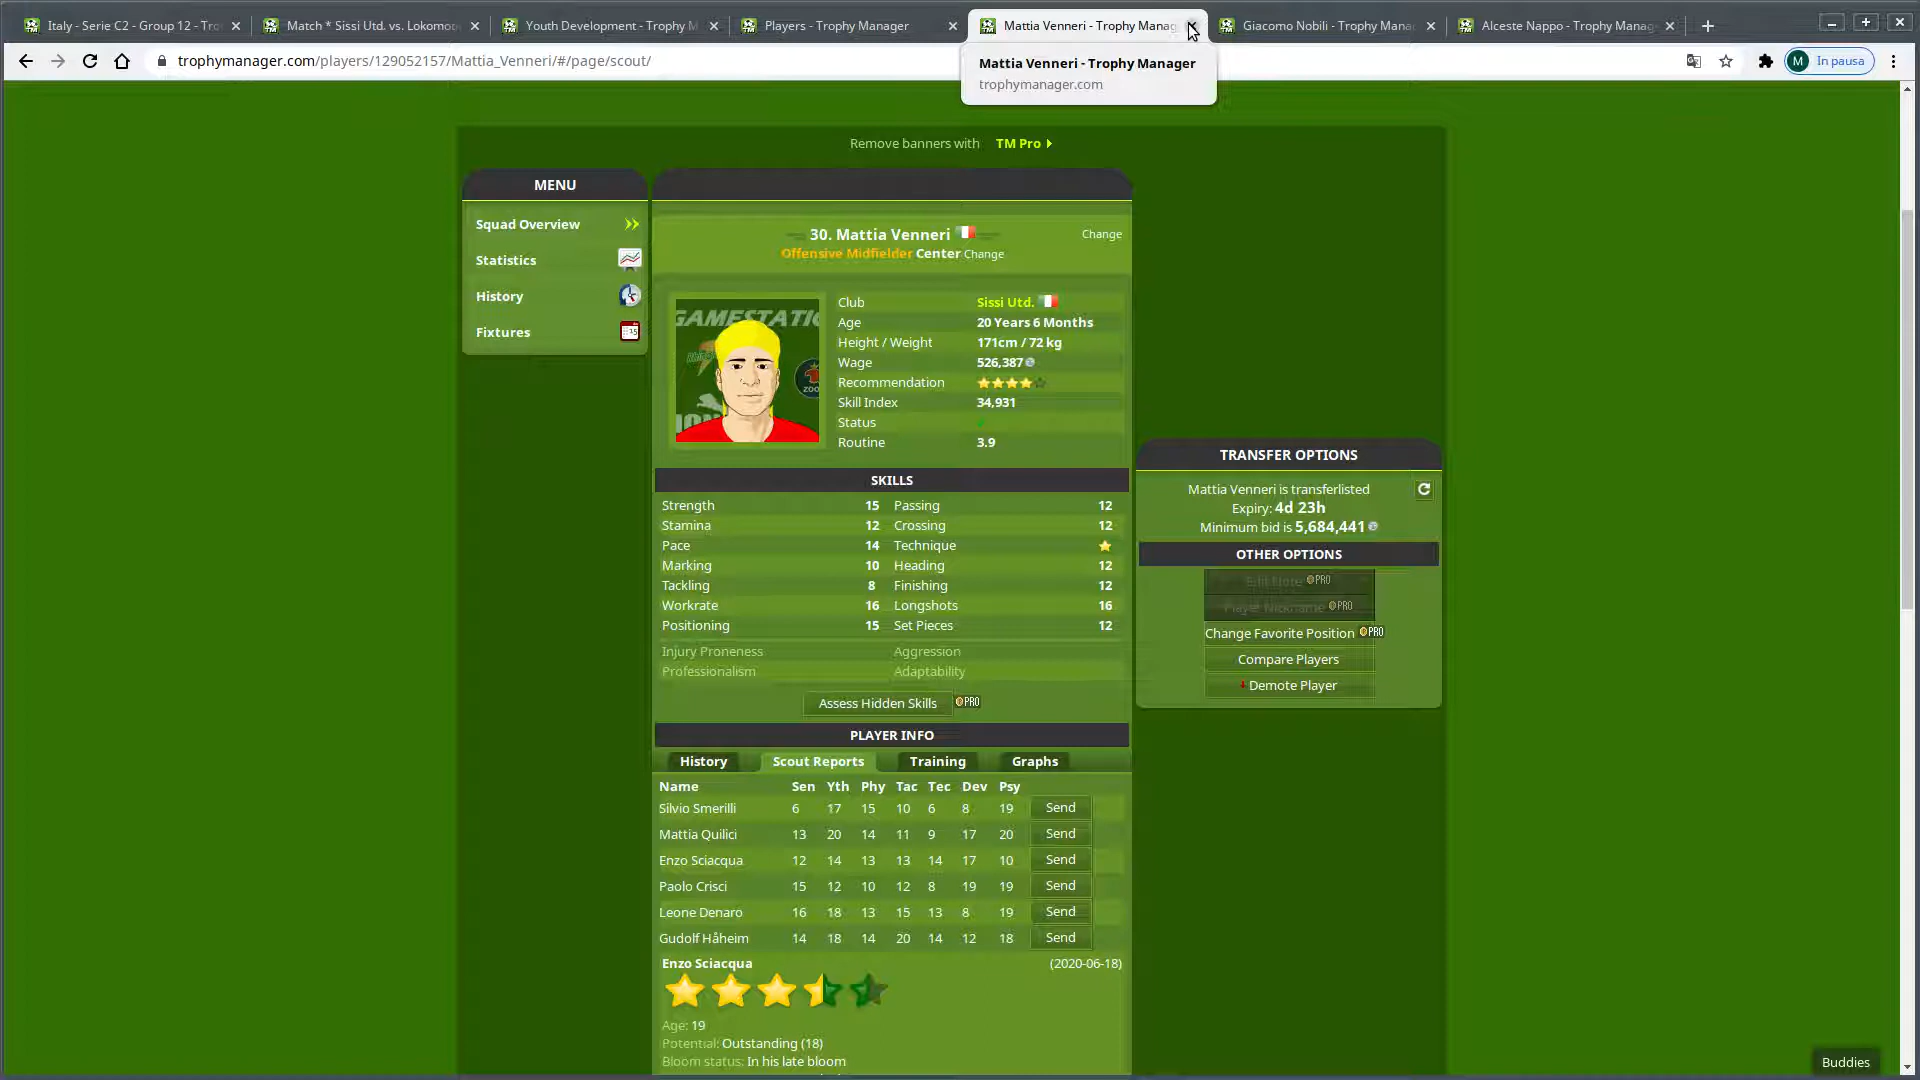 Italy - Serie C2 - Group 12 - Tro
Match * Sissi Utd. vs. Lokomo
Youth Development - Trophy M
Players - Trophy Manager
Mattia Venneri - Trophy Manag
Giacomo Nobili - Trophy Mana
Alceste Nappo - Trophy Manag
trophymanager.com/players/129052157/Mattia_Venneri/#/page/scout/
M In pausa
Mattia Venneri - Trophy Manager
trophymanager.com
Remove banners with TM Pro
MENU
Squad Overview
Statistics
History
Fixtures
30. Mattia Venneri
Change
Offensive Midfielder Center Change
GAMESTATI
ZOO
Club Sissi Utd.
Age 20 Years 6 Months
Height / Weight 171cm / 72 kg
Wage 526,387
Recommendation
Skill Index 34,931
Status
Routine 3.9
SKILLS
Strength 15 Passing 12
Stamina 12 Crossing 12
Pace 14 Technique
Marking 10 Heading 12
Tackling 8 Finishing 12
Workrate 16 Longshots 16
Positioning 15 Set Pieces 12
Injury Proneness Aggression
Professionalism Adaptability
Assess Hidden Skills PRO
PLAYER INFO
History Scout Reports Training Graphs
Name Sen Yth Phy Tac Tec Dev Psy
Silvio Smerilli 6 17 15 10 6 8 19 Send
Mattia Quilici 13 20 14 11 9 17 20 Send
Enzo Sciacqua 12 14 13 13 14 17 10 Send
Paolo Crisci 15 12 10 12 8 19 19 Send
Leone Denaro 16 18 13 15 13 8 19 Send
Gudolf Håheim 14 18 14 20 14 12 18 Send
Enzo Sciacqua (2020-06-18)
Age: 19
Potential: Outstanding (18)
Bloom status: In his late bloom
TRANSFER OPTIONS
Mattia Venneri is transferlisted
Expiry: 4d 23h
Minimum bid is 5,684,441
OTHER OPTIONS
Edit Note PRO
Player Nickname PRO
Change Favorite Position PRO
Compare Players
Demote Player
Buddies